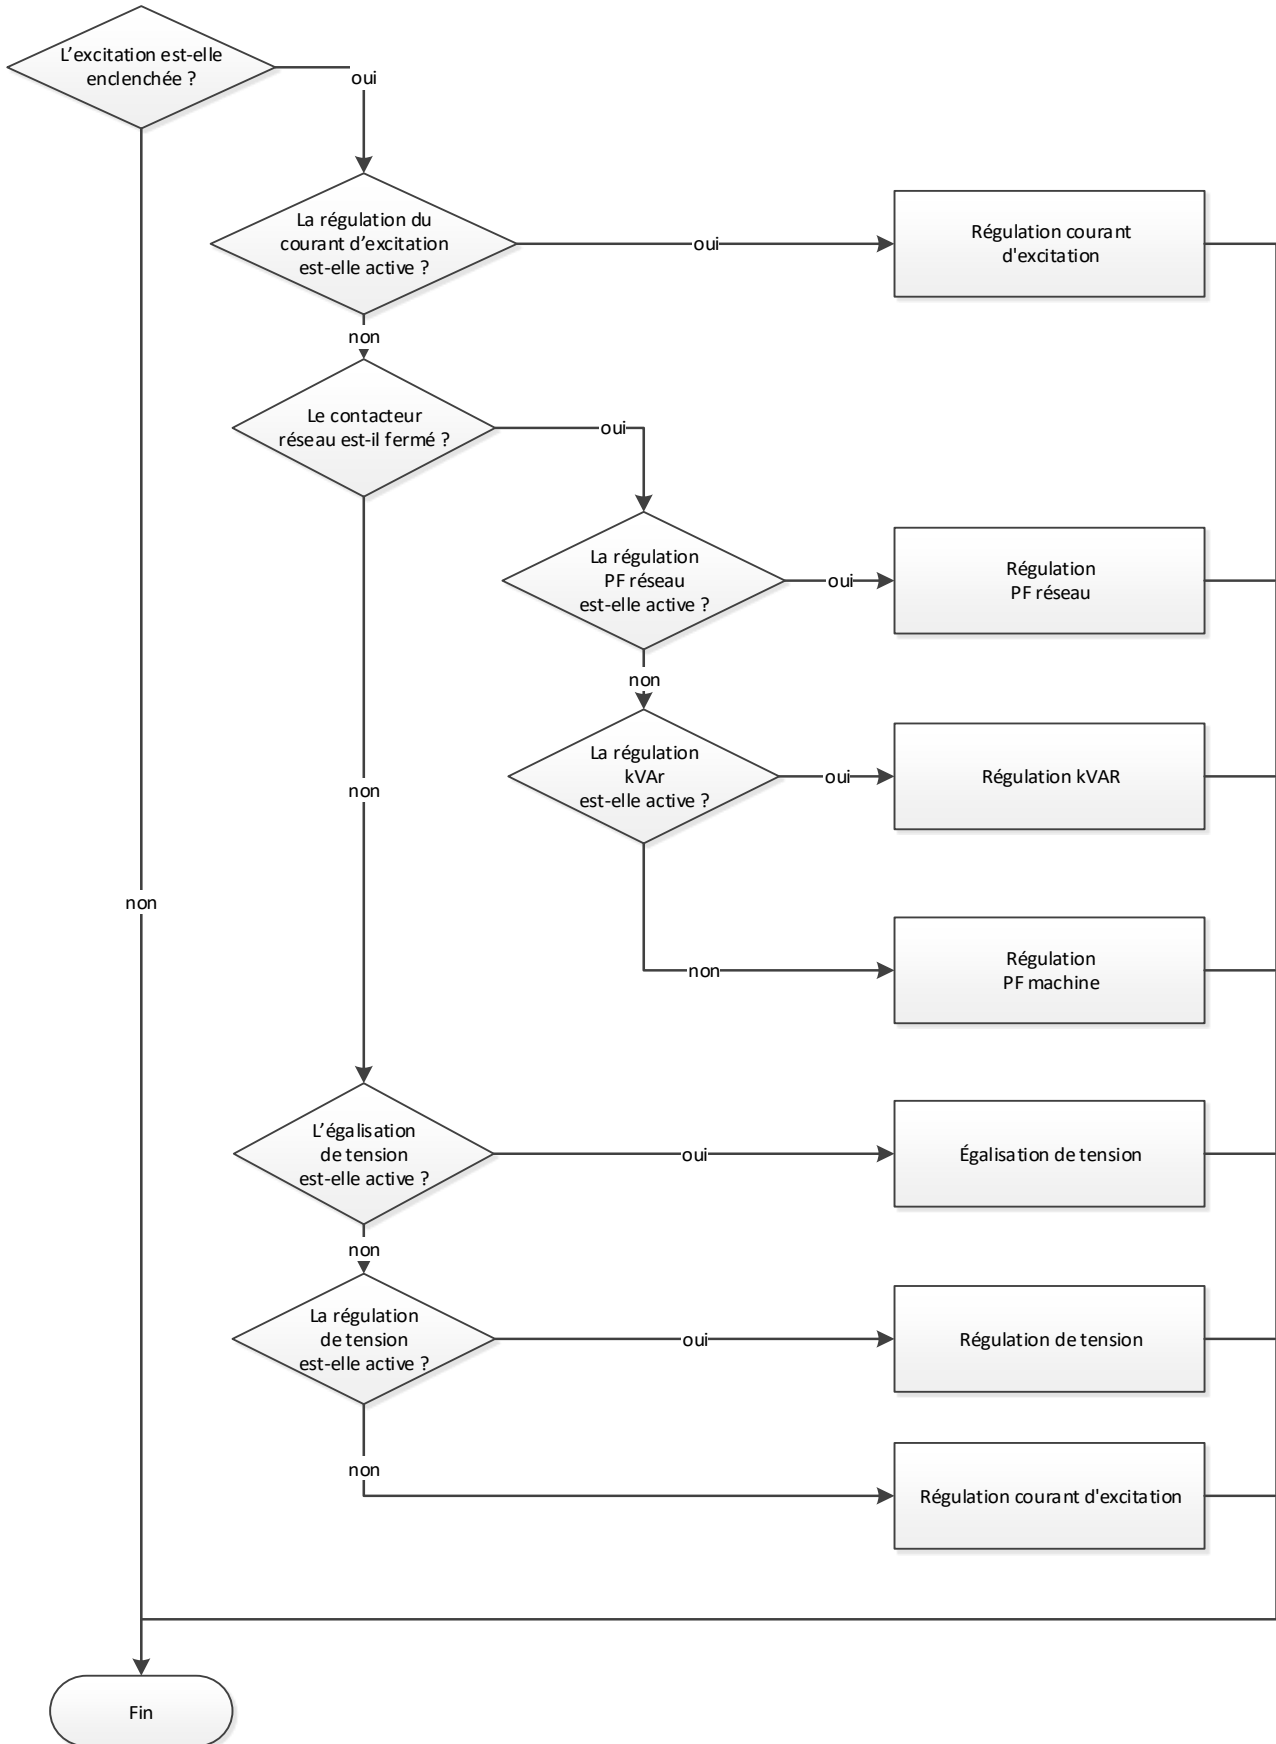 L’excitation est-elle
enclenchée ?
oui
La régulation du
courant d’excitation
est-elle active ?
oui
Régulation courant
d'excitation
non
Le contacteur
réseau est-il fermé ?
oui
La régulation
PF réseau
est-elle active ?
oui
Régulation
PF réseau
non
La régulation
kVAr
est-elle active ?
oui
Régulation kVAR
non
non
non
Régulation
PF machine
L’égalisation
de tension
est-elle active ?
oui
Égalisation de tension
non
La régulation
de tension
est-elle active ?
oui
Régulation de tension
non
Régulation courant d'excitation
Fin